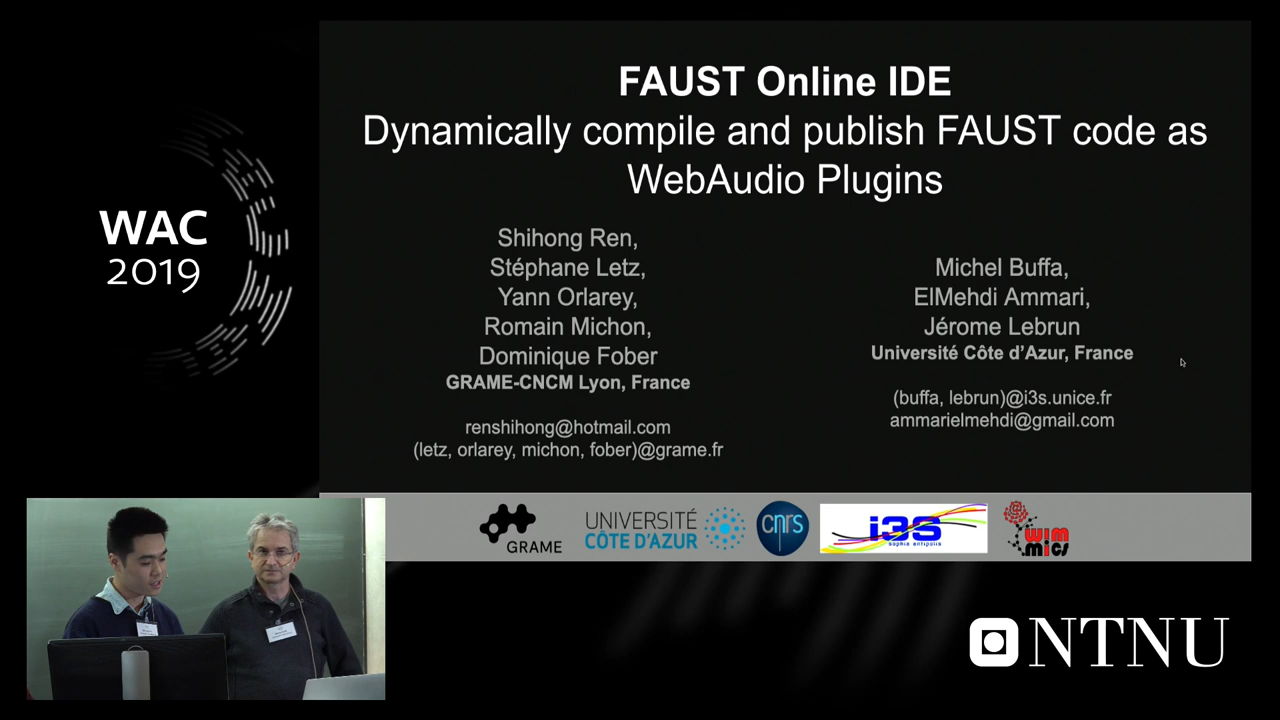 WAC
2019
FAUST Online IDE
Dynamically compile and publish FAUST code as
WebAudio Plugins
Shihong Ren,
Stéphane Letz,
Yann Orlarey,
Romain Michon,
Dominique Fober
GRAME-CNCM Lyon, France
renshihong@hotmail.com
(letz, orlarey, michon, fober)@grame.fr
Michel Buffa,
ElMehdi Ammari,
Jérome Lebrun
Université Côte d'Azur, France
(buffa, lebrun)@i3s.unice.fr
ammarielmehdi@gmail.com
GRAME
UNIVERSITÉ
CÔTE D'AZUR
cnrs
i3S
sophia antipolis
wim
mics
NTNU